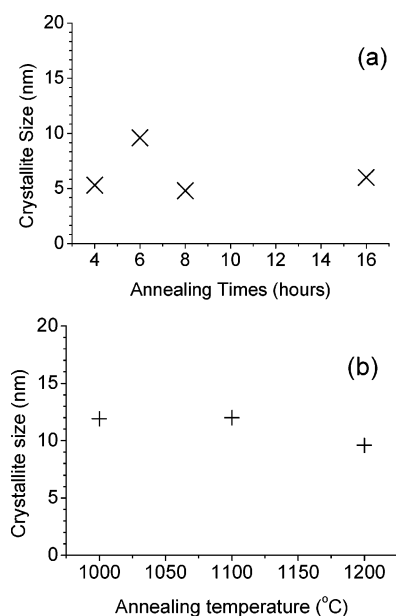 20
(a)
15
10
5
0
Crystallite Size (nm)
4 6 8 10 12 14 16
Annealing Times (hours)
20
(b)
15
10
5
0
Crystallite size (nm)
1000 1050 1100 1150 1200
Annealing temperature (°C)